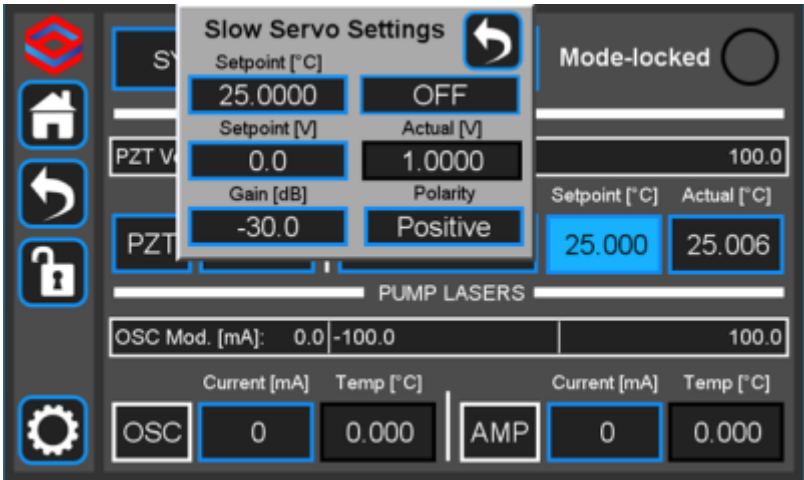 Slow Servo Settings
Setpoint [°C]
25.0000 OFF
Setpoint [V] Actual [V]
0.0 1.0000
Gain [dB] Polarity
-30.0 Positive
Mode-locked
100.0
Setpoint [°C] Actual [°C]
PZT 25.000 25.006
PUMP LASERS
OSC Mod. [mA]: 0.0 -100.0 100.0
Current [mA] Temp [°C] Current [mA] Temp [°C]
OSC 0 0.000 AMP 0 0.000